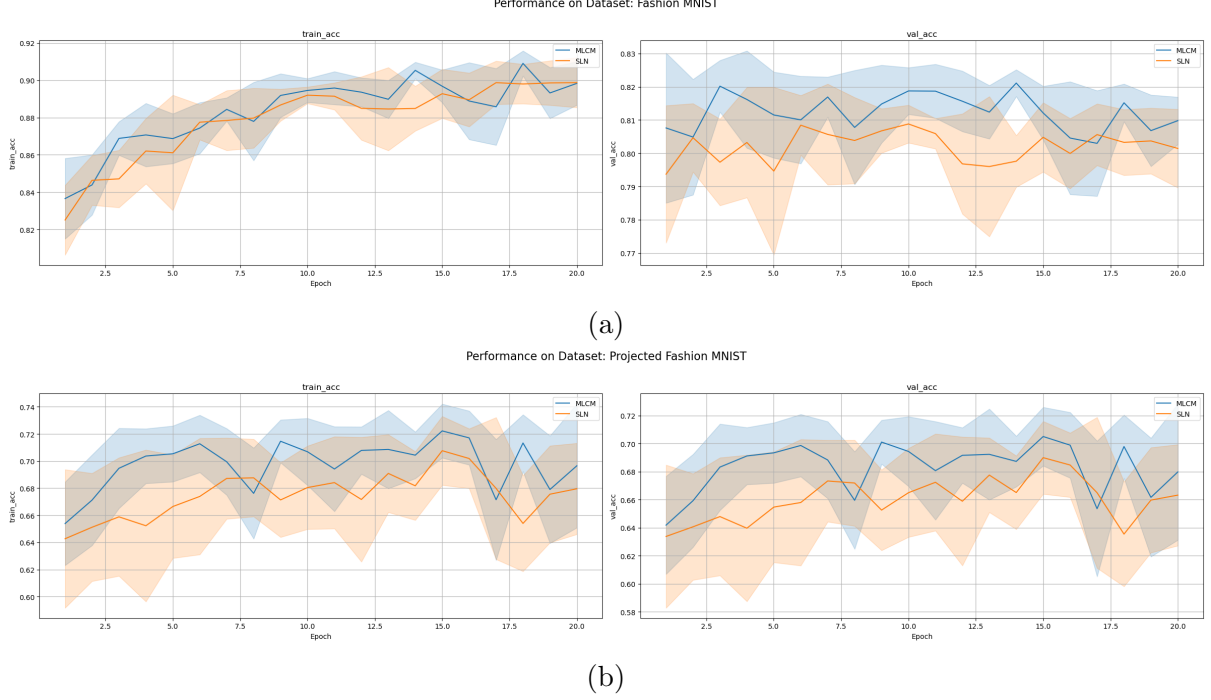 Performance on Dataset: Fashion MNIST
train_acc
MLCM
SLN
train_acc
0.92
0.90
0.88
0.86
0.84
0.82
2.5 5.0 7.5 10.0 12.5 15.0 17.5 20.0
Epoch
val_acc
MLCM
SLN
val_acc
0.83
0.82
0.81
0.80
0.79
0.78
0.77
2.5 5.0 7.5 10.0 12.5 15.0 17.5 20.0
Epoch
(a)
Performance on Dataset: Projected Fashion MNIST
train_acc
MLCM
SLN
train_acc
0.74
0.72
0.70
0.68
0.66
0.64
0.62
0.60
2.5 5.0 7.5 10.0 12.5 15.0 17.5 20.0
Epoch
val_acc
MLCM
SLN
val_acc
0.72
0.70
0.68
0.66
0.64
0.62
0.60
0.58
2.5 5.0 7.5 10.0 12.5 15.0 17.5 20.0
Epoch
(b)